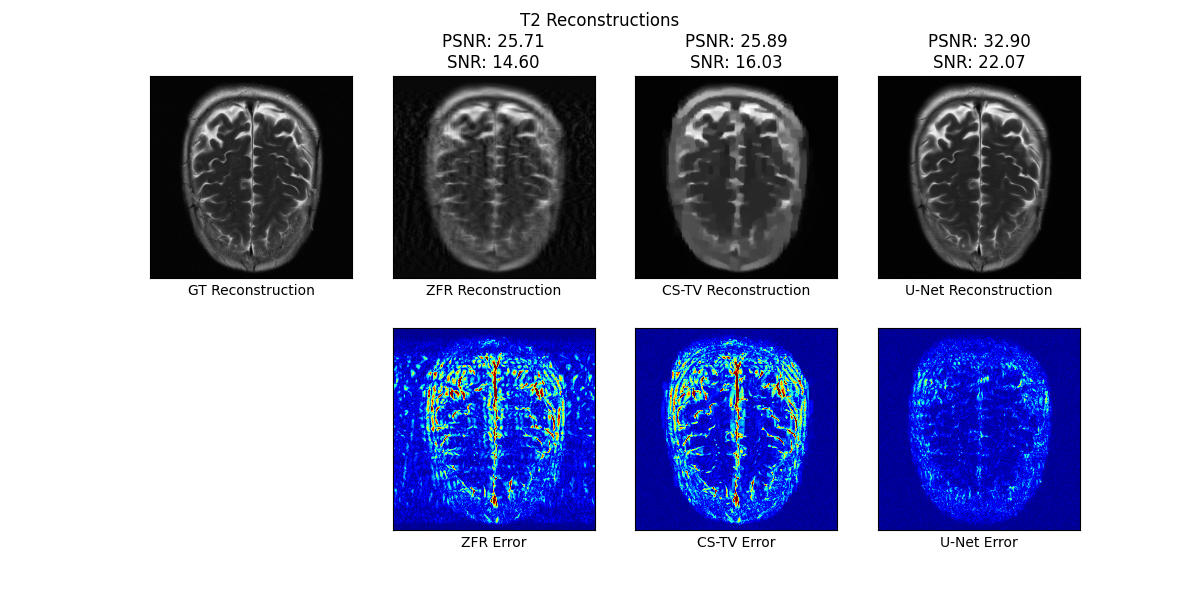 T2 Reconstructions
PSNR: 25.71
SNR: 14.60
PSNR: 25.89
SNR: 16.03
PSNR: 32.90
SNR: 22.07
GT Reconstruction
ZFR Reconstruction
CS-TV Reconstruction
U-Net Reconstruction
ZFR Error
CS-TV Error
U-Net Error